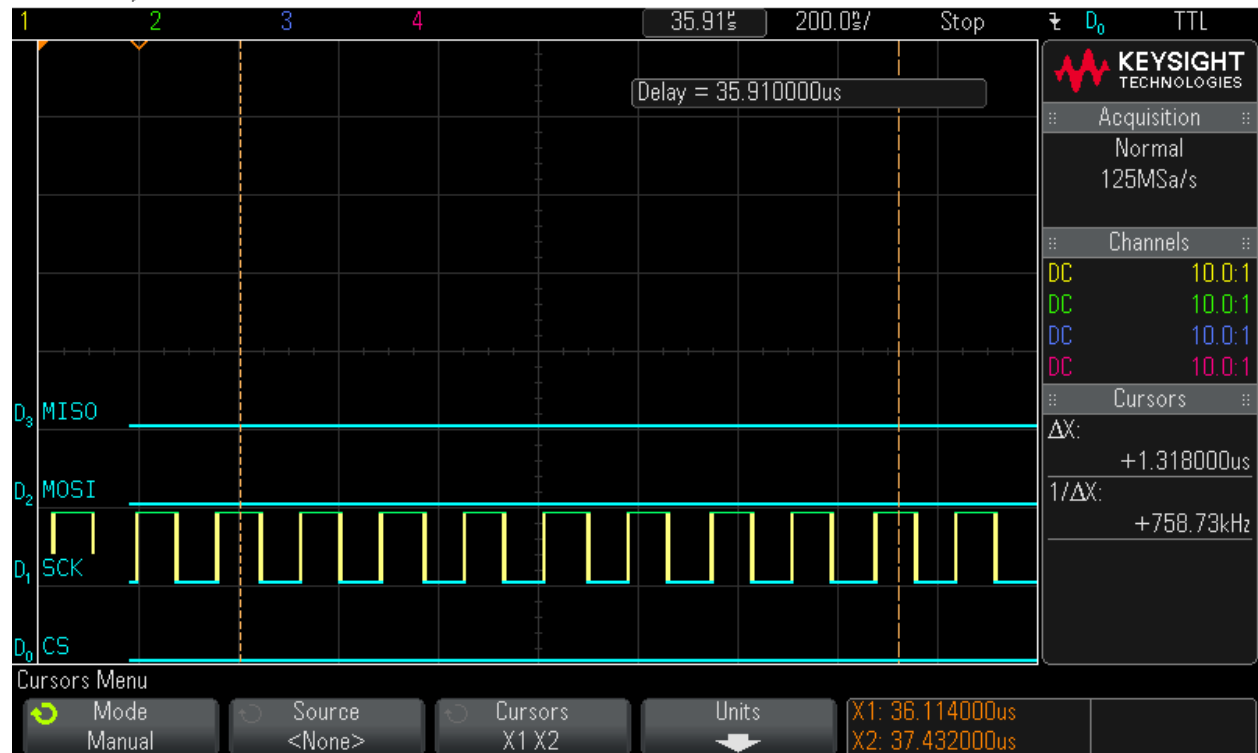 1 2 3 4 35.91us 200.0ns/ Stop D0 TTL
KEYSIGHT
TECHNOLOGIES
Delay = 35.910000us
Acquisition
Normal
125MSa/s
Channels
DC 10.0:1
DC 10.0:1
DC 10.0:1
DC 10.0:1
Cursors
ΔX:
+1.318000us
1/ΔX:
+758.73kHz
D3 MISO
D2 MOSI
D1 SCK
D0 CS
Cursors Menu
Mode
Manual
Source
<None>
Cursors
X1 X2
Units
X1: 36.114000us
X2: 37.432000us